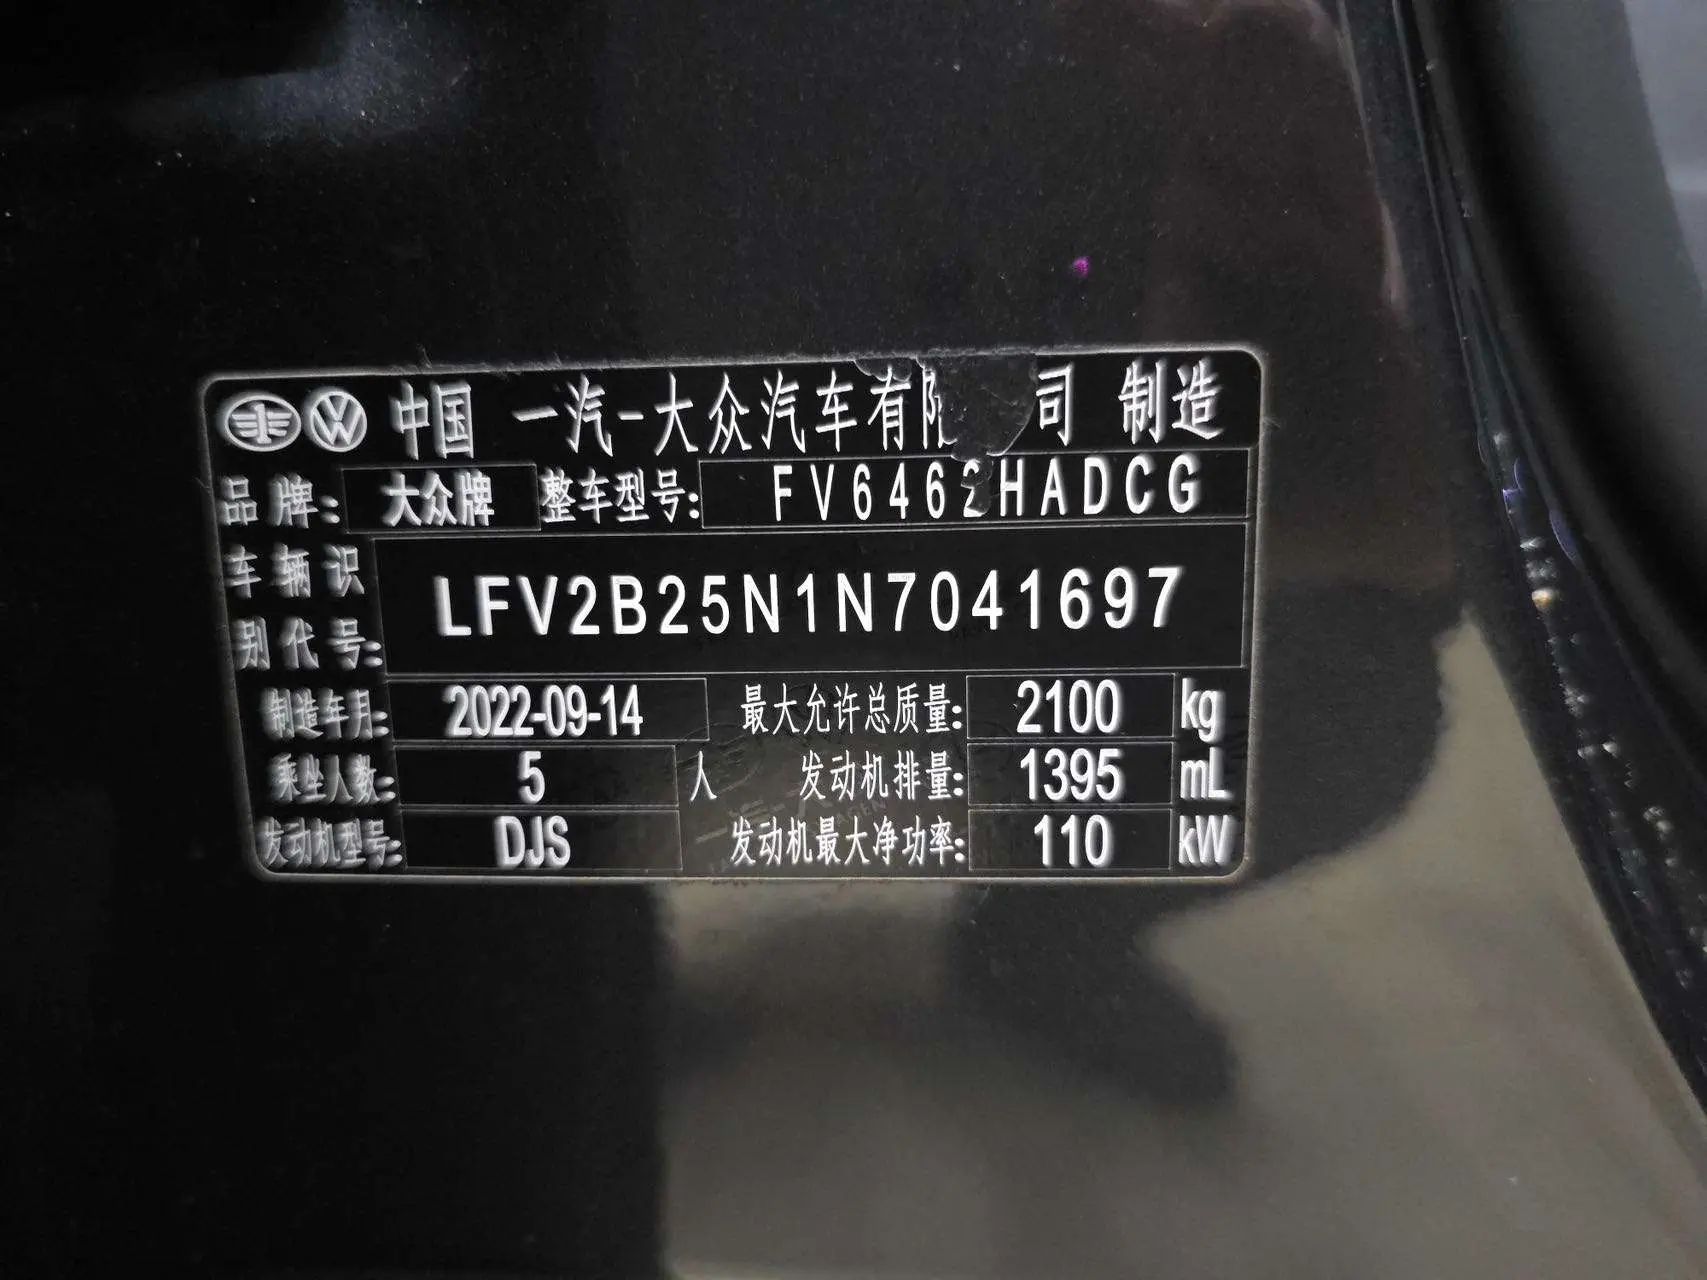 中国 一汽-大众汽车有限 司 制造
品牌: 大众牌 整车型号: FV6462HADCG
车辆识别代号: LFV2B25N1N7041697
制造年月: 2022-09-14 最大允许总质量: 2100 kg
乘坐人数: 5 人 发动机排量: 1395 mL
发动机型号: DJS 发动机最大净功率: 110 kW